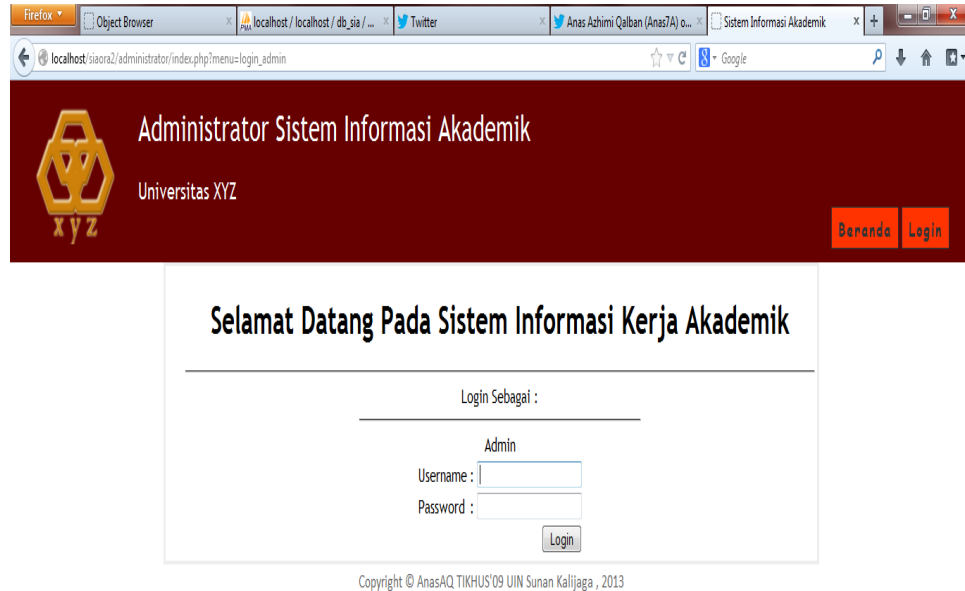 Firefox
Object Browser
localhost / localhost / db_sia / ...
Twitter
Anas Azhimi Qalban (Anas7A) o...
Sistem Informasi Akademik
localhost/siaora2/administrator/index.php?menu=login_admin
Google
Administrator Sistem Informasi Akademik
Universitas XYZ
x y z
Beranda
Login
Selamat Datang Pada Sistem Informasi Kerja Akademik
Login Sebagai :
Admin
Username :
Password :
Login
Copyright © AnasAQ TIKHUS'09 UIN Sunan Kalijaga , 2013